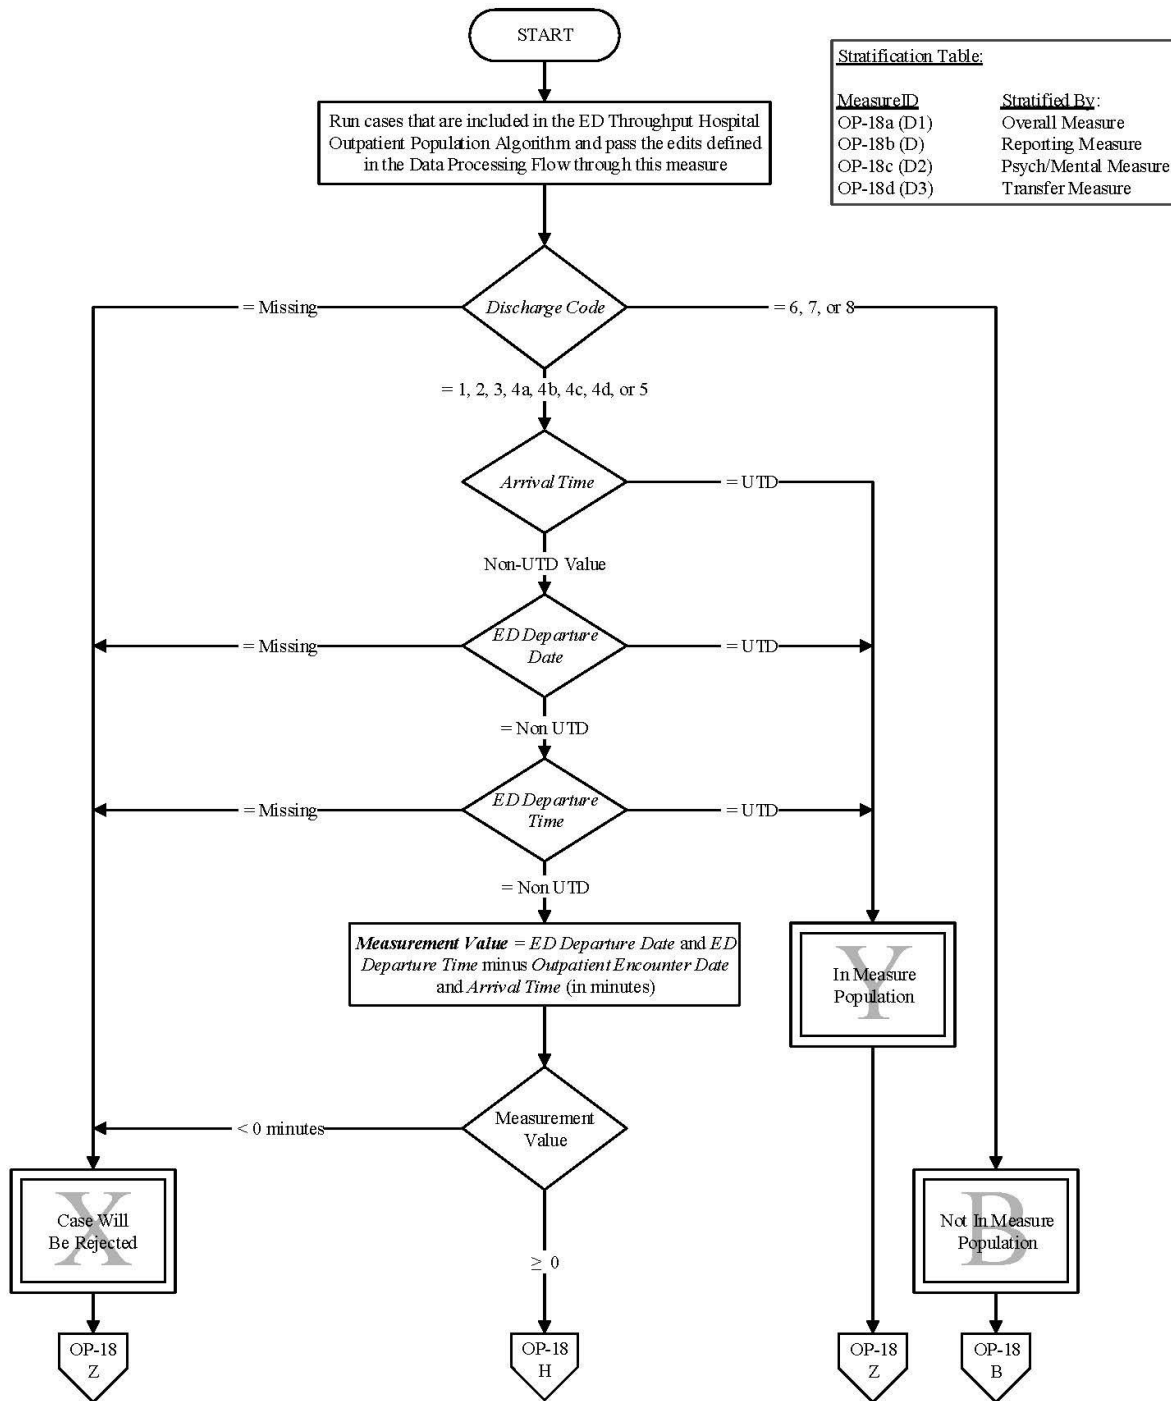 START
Stratification Table:
MeasureID Stratified By:
OP-18a (D1) Overall Measure
OP-18b (D) Reporting Measure
OP-18c (D2) Psych/Mental Measure
OP-18d (D3) Transfer Measure
Run cases that are included in the ED Throughput Hospital
Outpatient Population Algorithm and pass the edits defined
in the Data Processing Flow through this measure
= Missing
Discharge Code
= 6, 7, or 8
= 1, 2, 3, 4a, 4b, 4c, 4d, or 5
Arrival Time
= UTD
Non-UTD Value
= Missing
ED Departure
Date
= UTD
= Non UTD
= Missing
ED Departure
Time
= UTD
= Non UTD
Measurement Value = ED Departure Date and ED
Departure Time minus Outpatient Encounter Date
and Arrival Time (in minutes)
Y
In Measure
Population
< 0 minutes
Measurement
Value
X
Case Will
Be Rejected
≥ 0
B
Not In Measure
Population
OP-18
Z
OP-18
H
OP-18
Z
OP-18
B